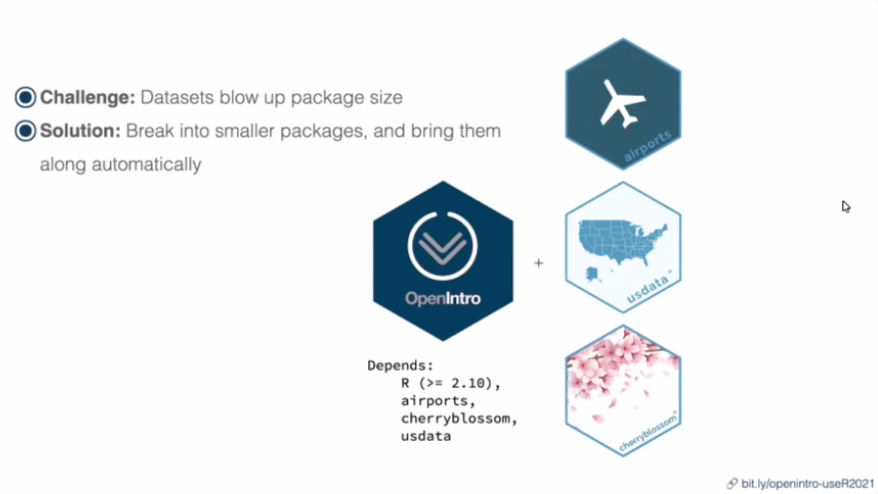 Challenge: Datasets blow up package size
Solution: Break into smaller packages, and bring them
along automatically
airports
OpenIntro
+
usdata
Depends:
R (>= 2.10),
airports,
cherryblossom,
usdata
cherryblossom
bit.ly/openintro-useR2021